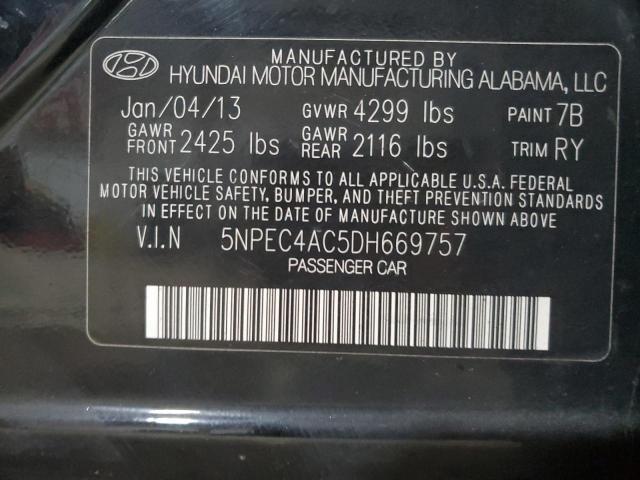 MANUFACTURED BY
HYUNDAI MOTOR MANUFACTURING ALABAMA, LLC
Jan/04/13 GVWR 4299 lbs PAINT 7B
GAWR FRONT 2425 lbs GAWR REAR 2116 lbs TRIM RY
THIS VEHICLE CONFORMS TO ALL APPLICABLE U.S.A. FEDERAL
MOTOR VEHICLE SAFETY, BUMPER, AND THEFT PREVENTION STANDARDS
IN EFFECT ON THE DATE OF MANUFACTURE SHOWN ABOVE.
V.I.N 5NPEC4AC5DH669757
PASSENGER CAR